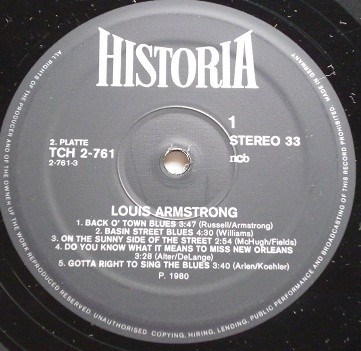 HISTORIA
2. PLATTE
TCH 2-761
2-761-3
1
STEREO 33
ncb
LOUIS ARMSTRONG
1. BACK O' TOWN BLUES 3:47 (Russell/Armstrong)
2. BASIN STREET BLUES 4:30 (Williams)
3. ON THE SUNNY SIDE OF THE STREET 2:54 (McHugh/Fields)
4. DO YOU KNOW WHAT IT MEANS TO MISS NEW ORLEANS
3:28 (Alter/DeLange)
5. GOTTA RIGHT TO SING THE BLUES 3:40 (Arlen/Koehler)
P. 1980
ALL RIGHTS OF THE PRODUCER AND OF THE OWNER OF THE WORK REPRODUCED RESERVED. UNAUTHORISED COPYING, HIRING, LENDING, PUBLIC PERFORMANCE AND BROADCASTING OF THIS RECORD PROHIBITED. MADE IN GERMANY